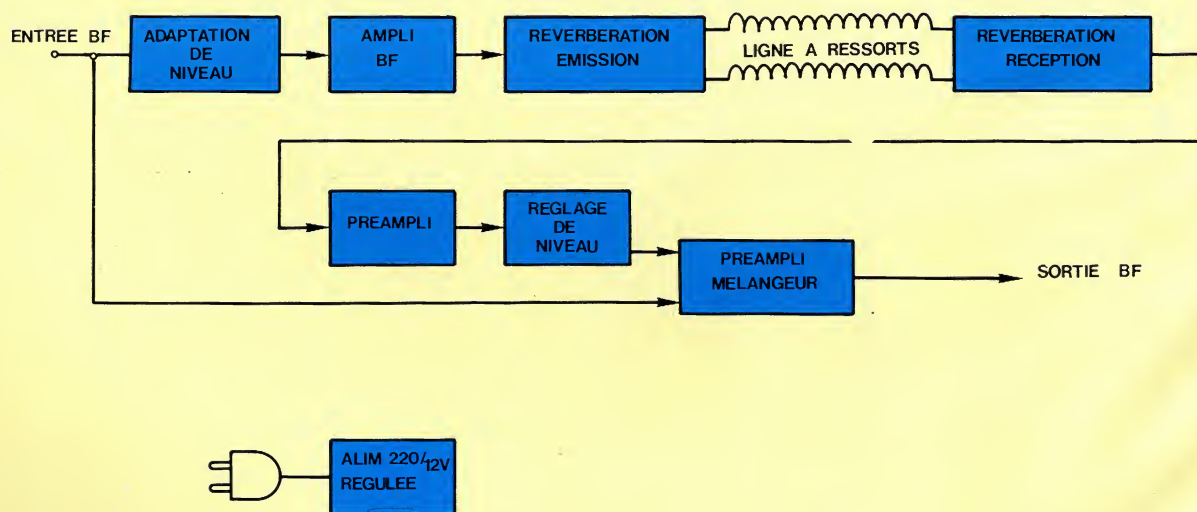 ENTREE BF
ADAPTATION
DE
NIVEAU
AMPLI
BF
REVERBERATION
EMISSION
LIGNE A RESSORTS
REVERBERATION
RECEPTION
PREAMPLI
REGLAGE
DE
NIVEAU
PREAMPLI
MELANGEUR
SORTIE BF
ALIM 220/12V
REGULEE